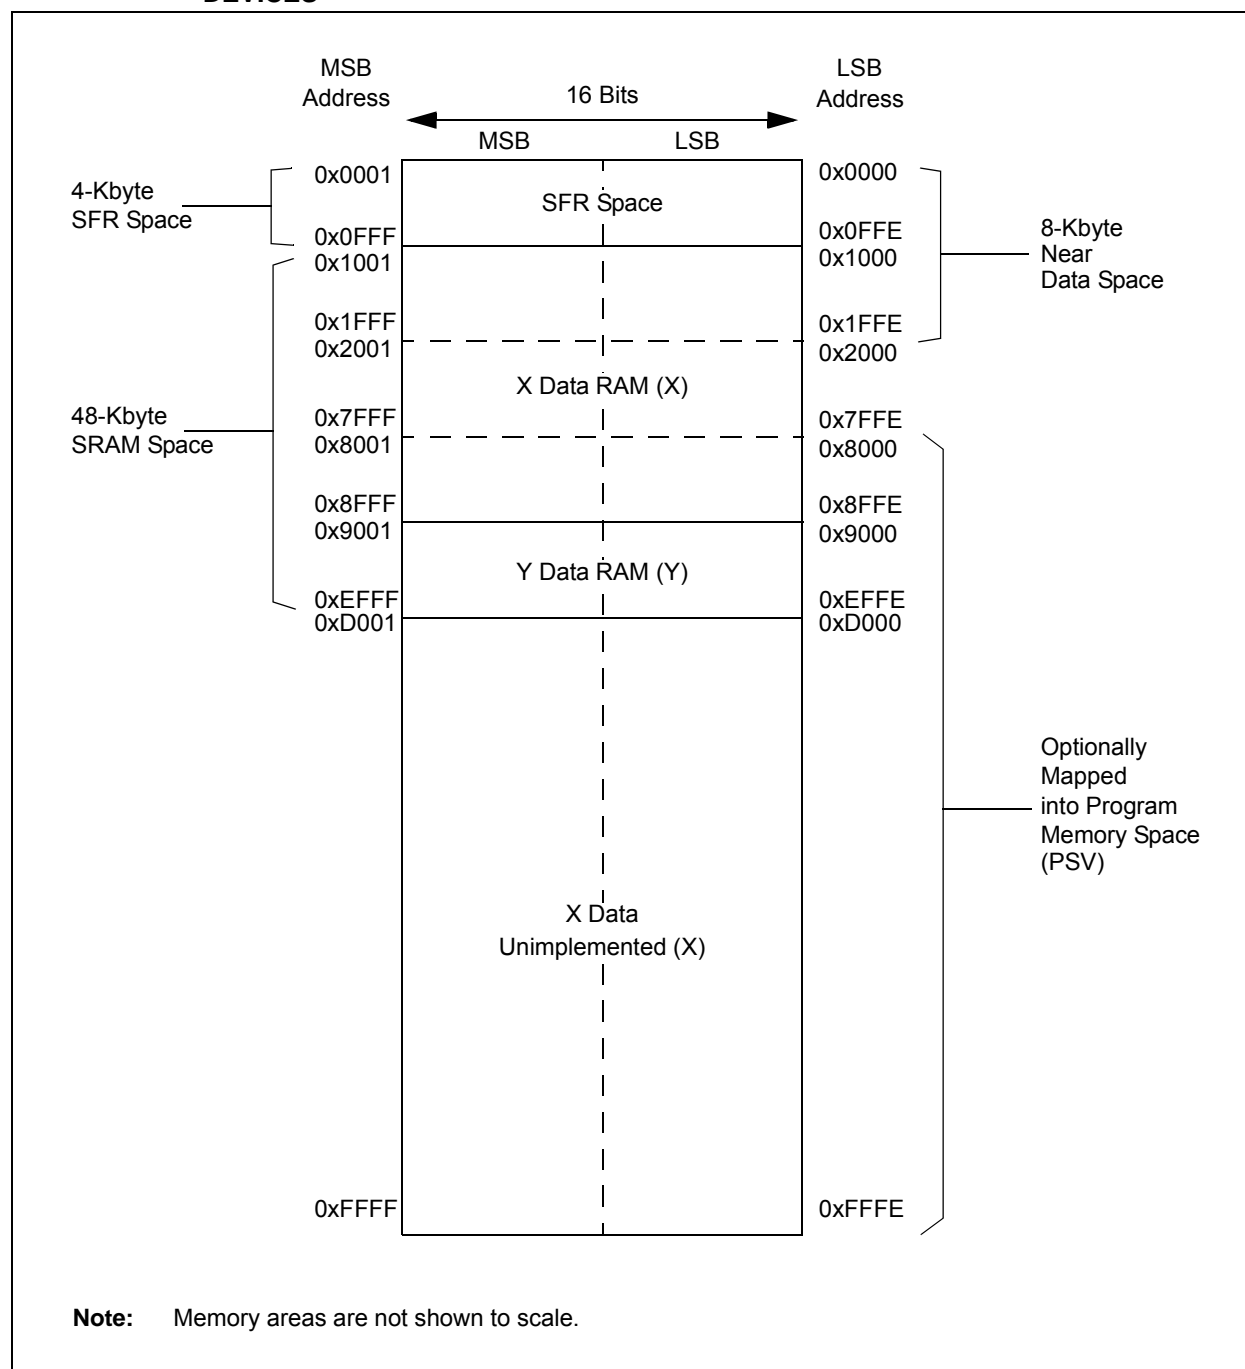 DEVICES
MSB
Address
LSB
Address
16 Bits
MSB
LSB
4-Kbyte
SFR Space
0x0001
0x0FFF
0x1001
SFR Space
0x0000
0x0FFE
0x1000
8-Kbyte
Near
Data Space
0x1FFF
0x2001
0x1FFE
0x2000
X Data RAM (X)
48-Kbyte
SRAM Space
0x7FFF
0x8001
0x7FFE
0x8000
0x8FFF
0x9001
0x8FFE
0x9000
Y Data RAM (Y)
0xEFFF
0xD001
0xEFFE
0xD000
Optionally
Mapped
into Program
Memory Space
(PSV)
X Data
Unimplemented (X)
0xFFFF
0xFFFE
Note: Memory areas are not shown to scale.